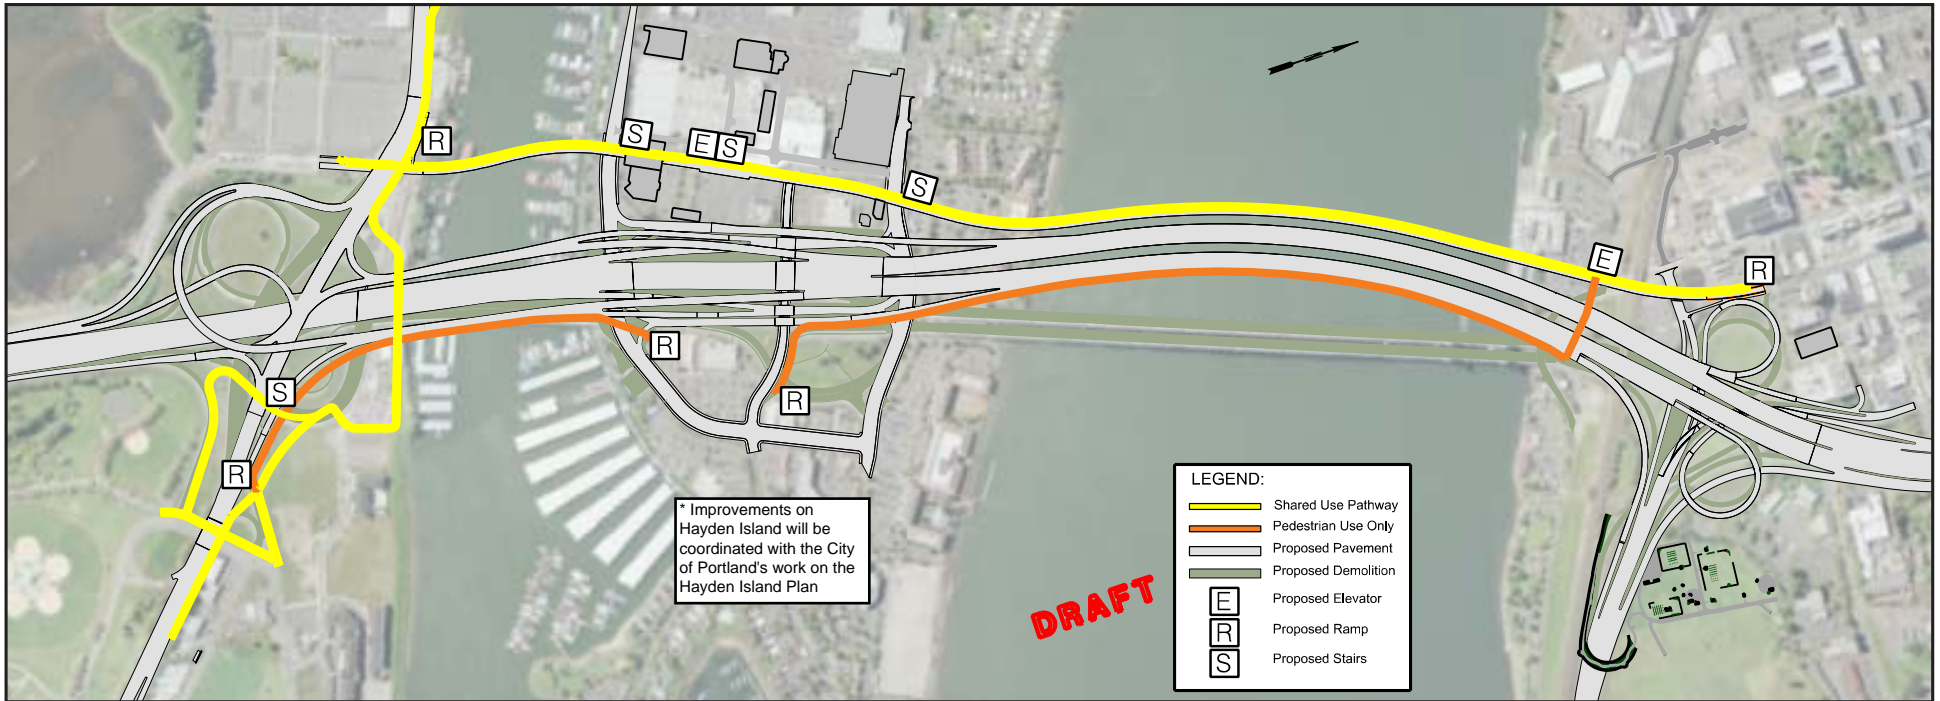 R
S
E S
S
E
R
R
S
R
R
* Improvements on
Hayden Island will be
coordinated with the City
of Portland's work on the
Hayden Island Plan
DRAFT
LEGEND:
Shared Use Pathway
Pedestrian Use Only
Proposed Pavement
Proposed Demolition
E Proposed Elevator
R Proposed Ramp
S Proposed Stairs